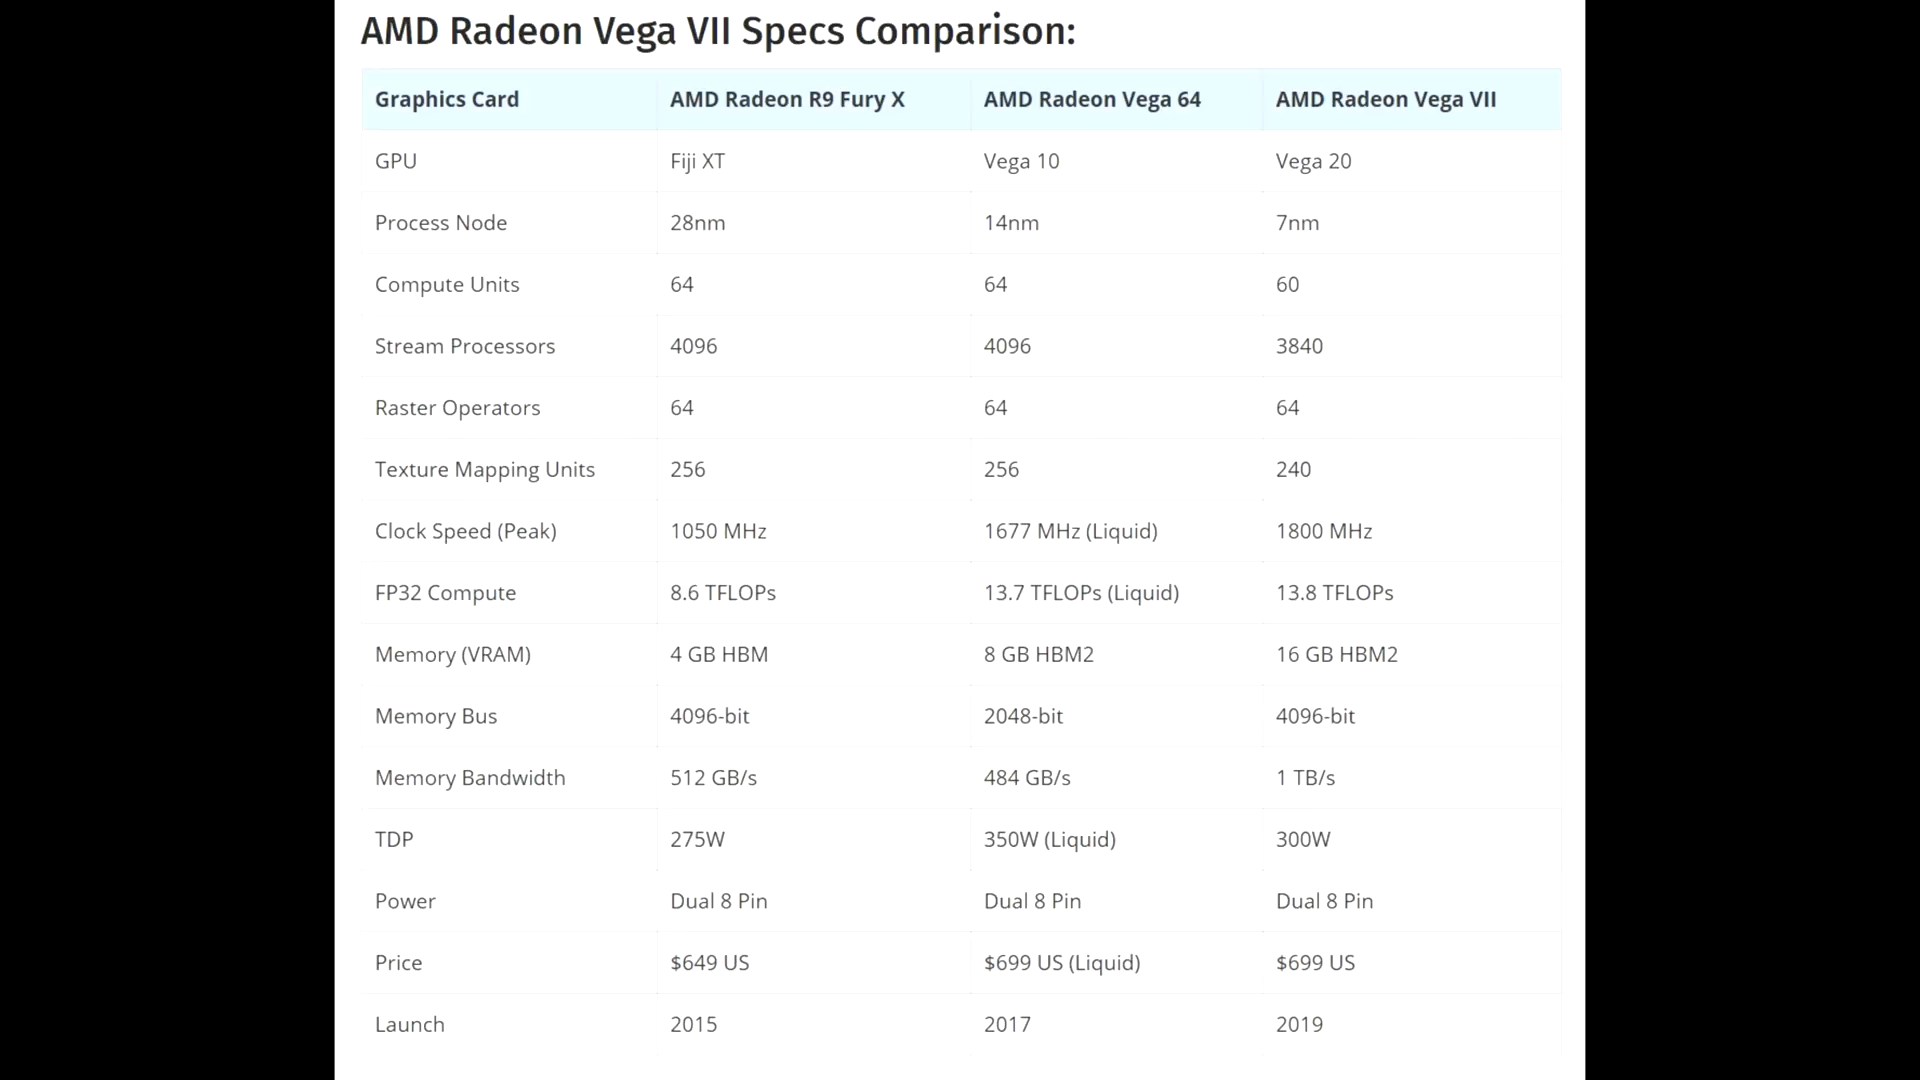 AMD Radeon Vega VII Specs Comparison:
Graphics Card AMD Radeon R9 Fury X AMD Radeon Vega 64 AMD Radeon Vega VII
GPU Fiji XT Vega 10 Vega 20
Process Node 28nm 14nm 7nm
Compute Units 64 64 60
Stream Processors 4096 4096 3840
Raster Operators 64 64 64
Texture Mapping Units 256 256 240
Clock Speed (Peak) 1050 MHz 1677 MHz (Liquid) 1800 MHz
FP32 Compute 8.6 TFLOPs 13.7 TFLOPs (Liquid) 13.8 TFLOPs
Memory (VRAM) 4 GB HBM 8 GB HBM2 16 GB HBM2
Memory Bus 4096-bit 2048-bit 4096-bit
Memory Bandwidth 512 GB/s 484 GB/s 1 TB/s
TDP 275W 350W (Liquid) 300W
Power Dual 8 Pin Dual 8 Pin Dual 8 Pin
Price $649 US $699 US (Liquid) $699 US
Launch 2015 2017 2019